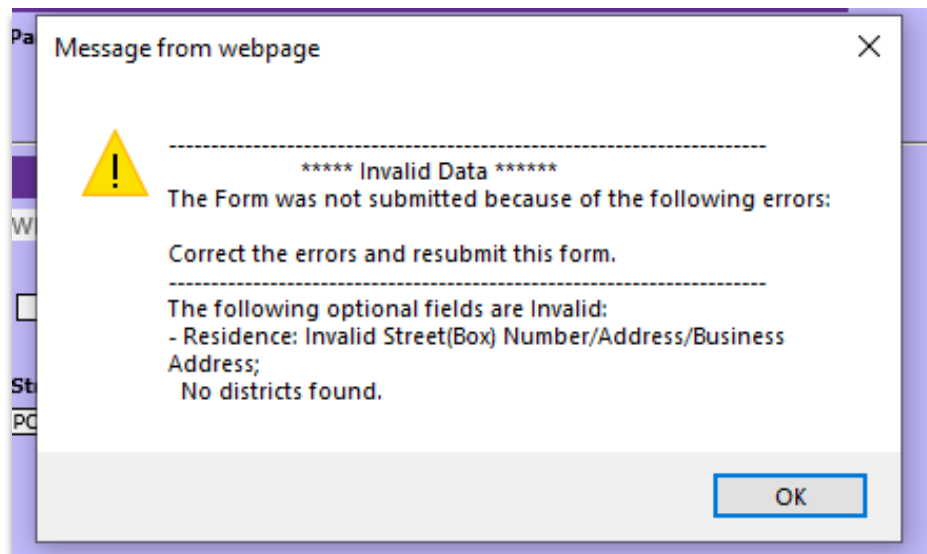 Pa
Message from webpage
-----------------------------------------------------------------------
***** Invalid Data ******
The Form was not submitted because of the following errors:
Correct the errors and resubmit this form.
-----------------------------------------------------------------------
The following optional fields are Invalid:
- Residence: Invalid Street(Box) Number/Address/Business
Address;
No districts found.
OK